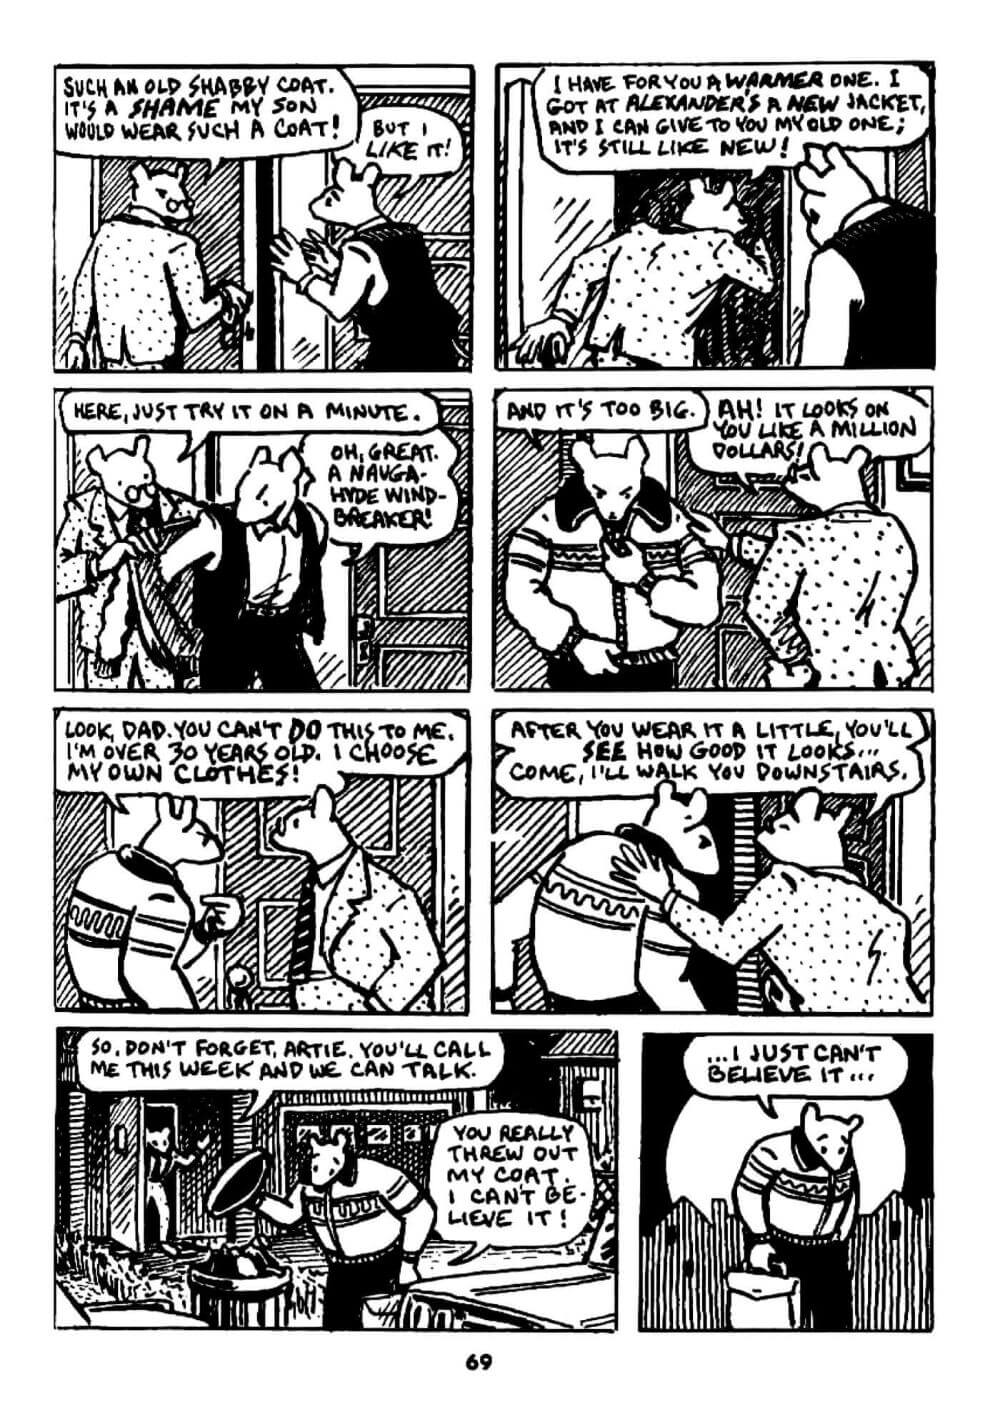 SUCH AN OLD SHABBY COAT.
IT'S A SHAME MY SON
WOULD WEAR SUCH A COAT!
BUT I
LIKE IT!
I HAVE FOR YOU A WARMER ONE. I
GOT AT ALEXANDER'S A NEW JACKET,
AND I CAN GIVE TO YOU MY OLD ONE;
IT'S STILL LIKE NEW!
HERE, JUST TRY IT ON A MINUTE.
OH, GREAT.
A NAUGA-
HYDE WIND-
BREAKER!
AND IT'S TOO BIG.
AH! IT LOOKS ON
YOU LIKE A MILLION
DOLLARS!
LOOK, DAD. YOU CAN'T DO THIS TO ME.
I'M OVER 30 YEARS OLD. I CHOOSE
MY OWN CLOTHES!
AFTER YOU WEAR IT A LITTLE, YOU'LL
SEE HOW GOOD IT LOOKS...
COME, I'LL WALK YOU DOWNSTAIRS.
SO, DON'T FORGET, ARTIE. YOU'LL CALL
ME THIS WEEK AND WE CAN TALK.
YOU REALLY
THREW OUT
MY COAT.
I CAN'T BE-
LIEVE IT!
...I JUST CAN'T
BELIEVE IT...
69